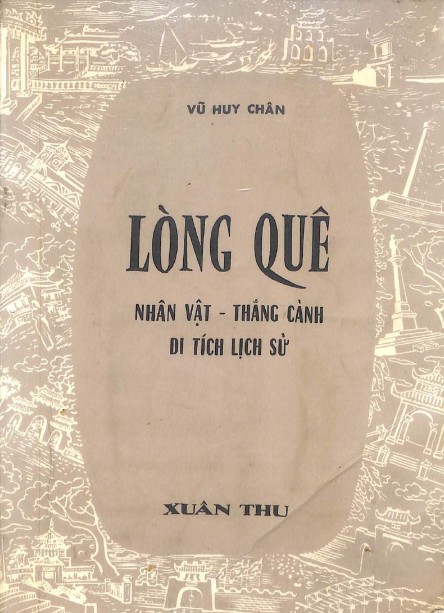 VŨ HUY CHÂN
LÒNG QUÊ
NHÂN VẬT - THẮNG CẢNH
DI TÍCH LỊCH SỬ
XUÂN THU